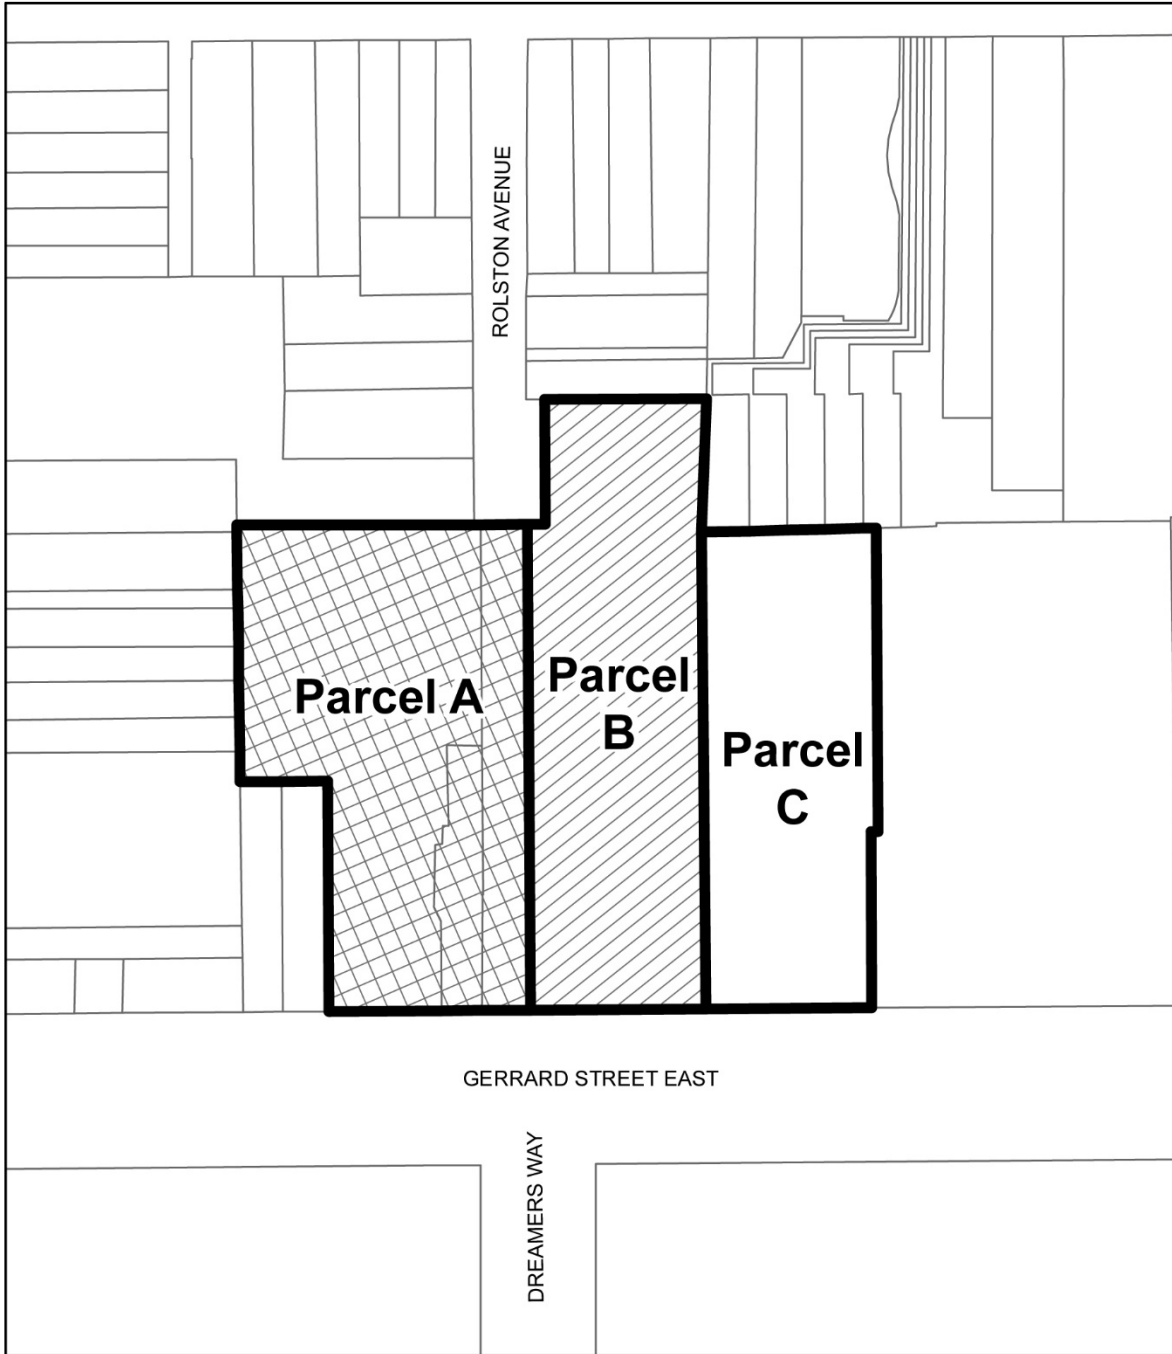 ROLSTON AVENUE
Parcel A
Parcel
B
Parcel
C
GERRARD STREET EAST
DREAMERS WAY